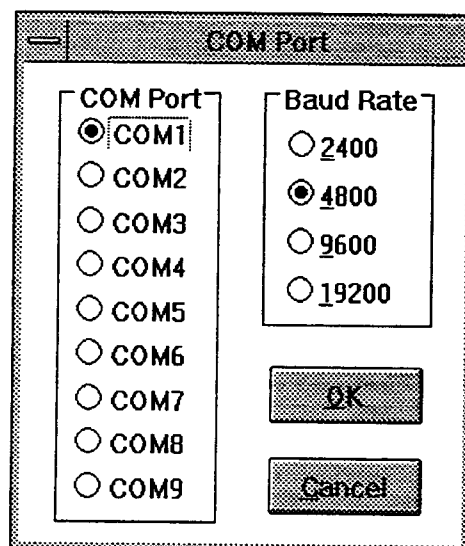 COM Port
COM Port
COM1
COM2
COM3
COM4
COM5
COM6
COM7
COM8
COM9
Baud Rate
2400
4800
9600
19200
OK
Cancel